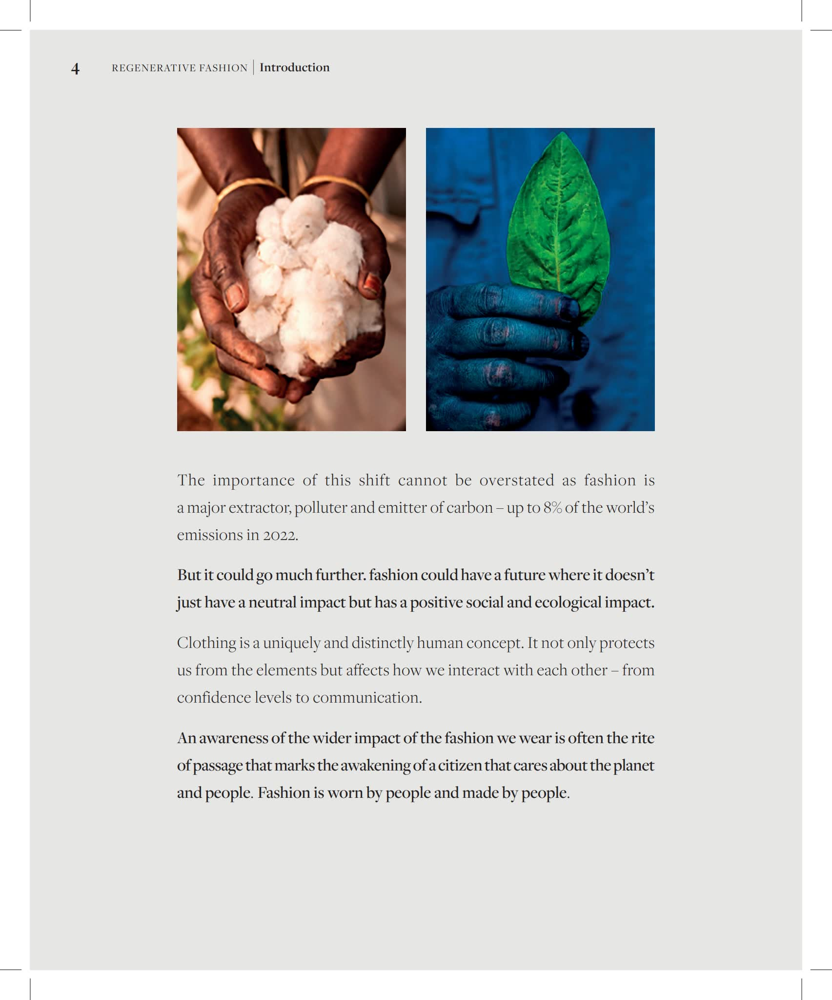 4 REGENERATIVE FASHION | Introduction
The importance of this shift cannot be overstated as fashion is
a major extractor, polluter and emitter of carbon – up to 8% of the world’s
emissions in 2022.
But it could go much further. fashion could have a future where it doesn’t
just have a neutral impact but has a positive social and ecological impact.
Clothing is a uniquely and distinctly human concept. It not only protects
us from the elements but affects how we interact with each other – from
confidence levels to communication.
An awareness of the wider impact of the fashion we wear is often the rite
of passage that marks the awakening of a citizen that cares about the planet
and people. Fashion is worn by people and made by people.